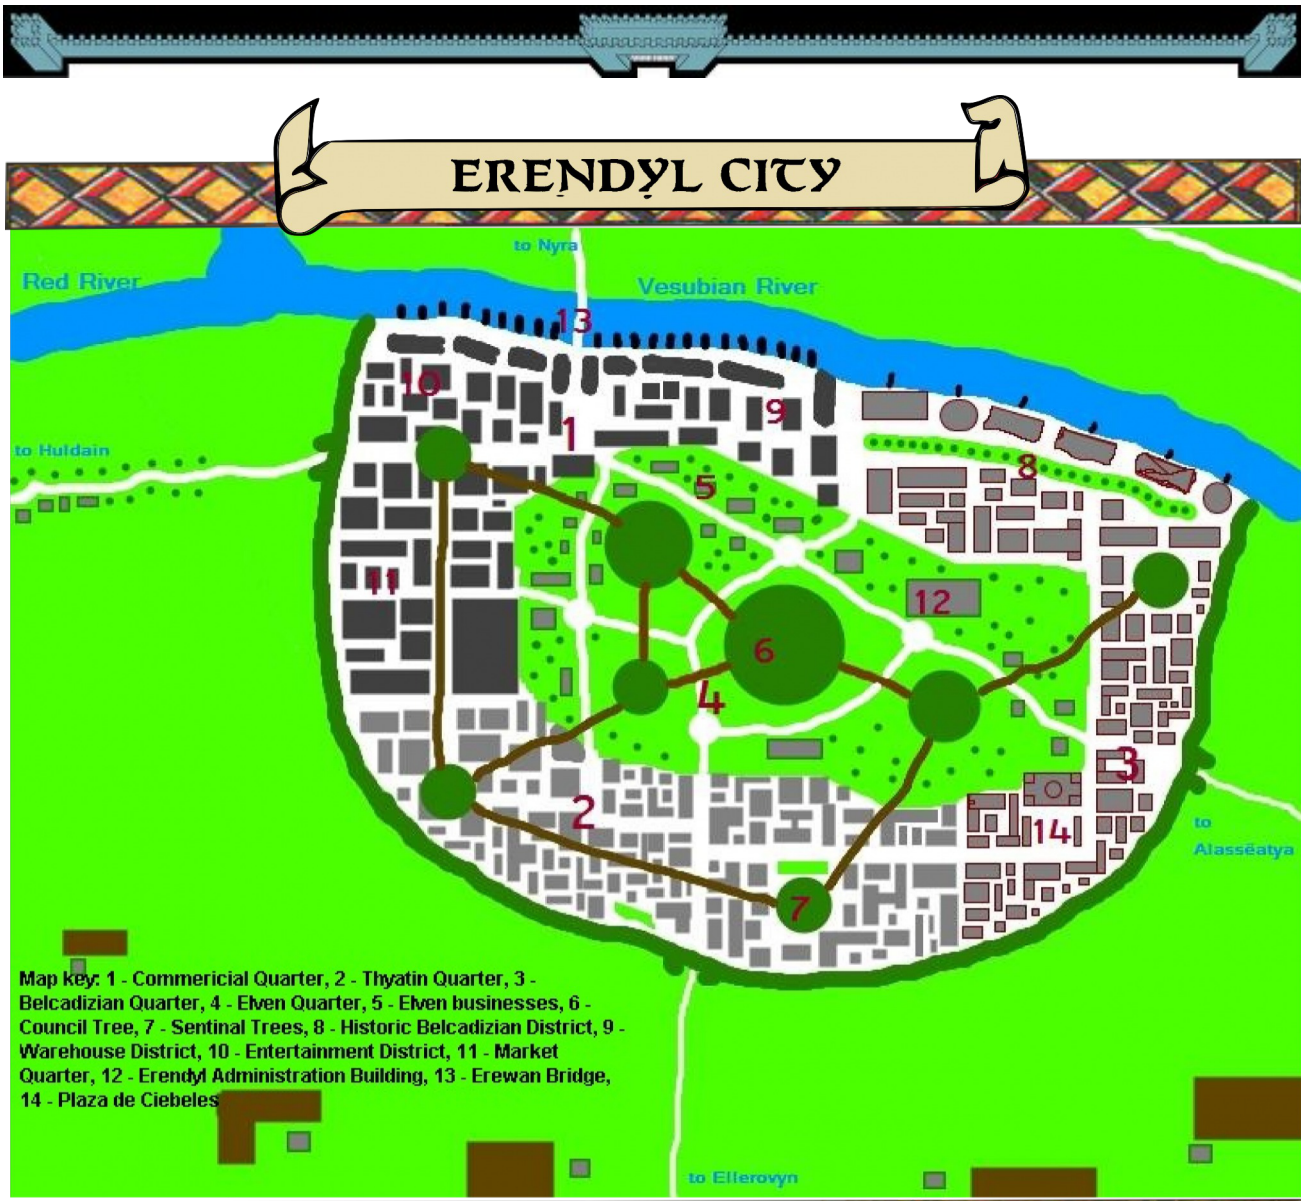 ERENDYL CITY
to Nyra
Red River
Vesubian River
13
10
9
1
to Huldain
8
5
11
12
6
4
3
2
14
to
Alassëatya
7
Map key: 1 - Commericial Quarter, 2 - Thyatin Quarter, 3 -
Belcadizian Quarter, 4 - Elven Quarter, 5 - Elven businesses, 6 -
Council Tree, 7 - Sentinal Trees, 8 - Historic Belcadizian District, 9 -
Warehouse District, 10 - Entertainment District, 11 - Market
Quarter, 12 - Erendyl Administration Building, 13 - Erewan Bridge,
14 - Plaza de Ciebeles
to Ellerovyn